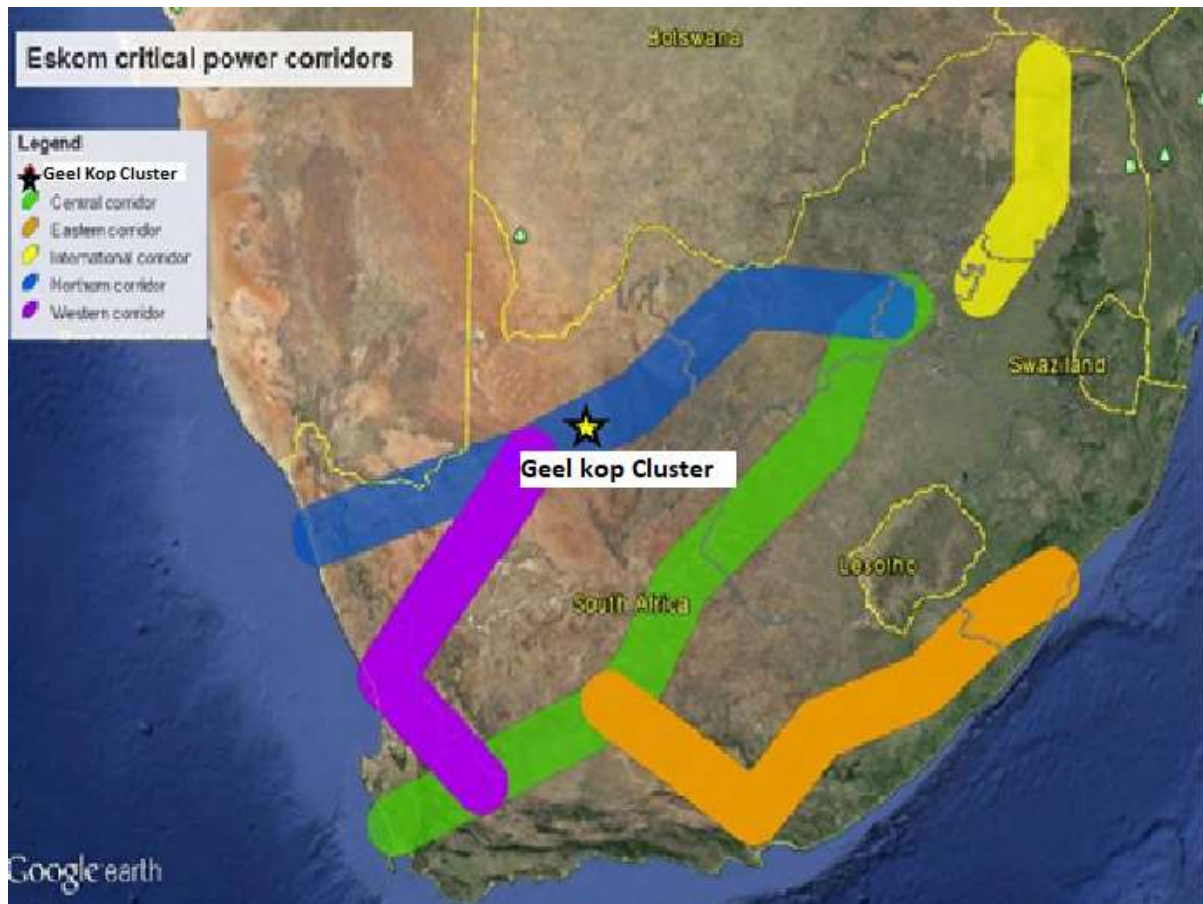 Eskom critical power corridors
Botswana
Legend
Geel Kop Cluster
Central corridor
Eastern corridor
International corridor
Northern corridor
Western corridor
Swaziland
Geel kop Cluster
Lesotho
South Africa
Google earth